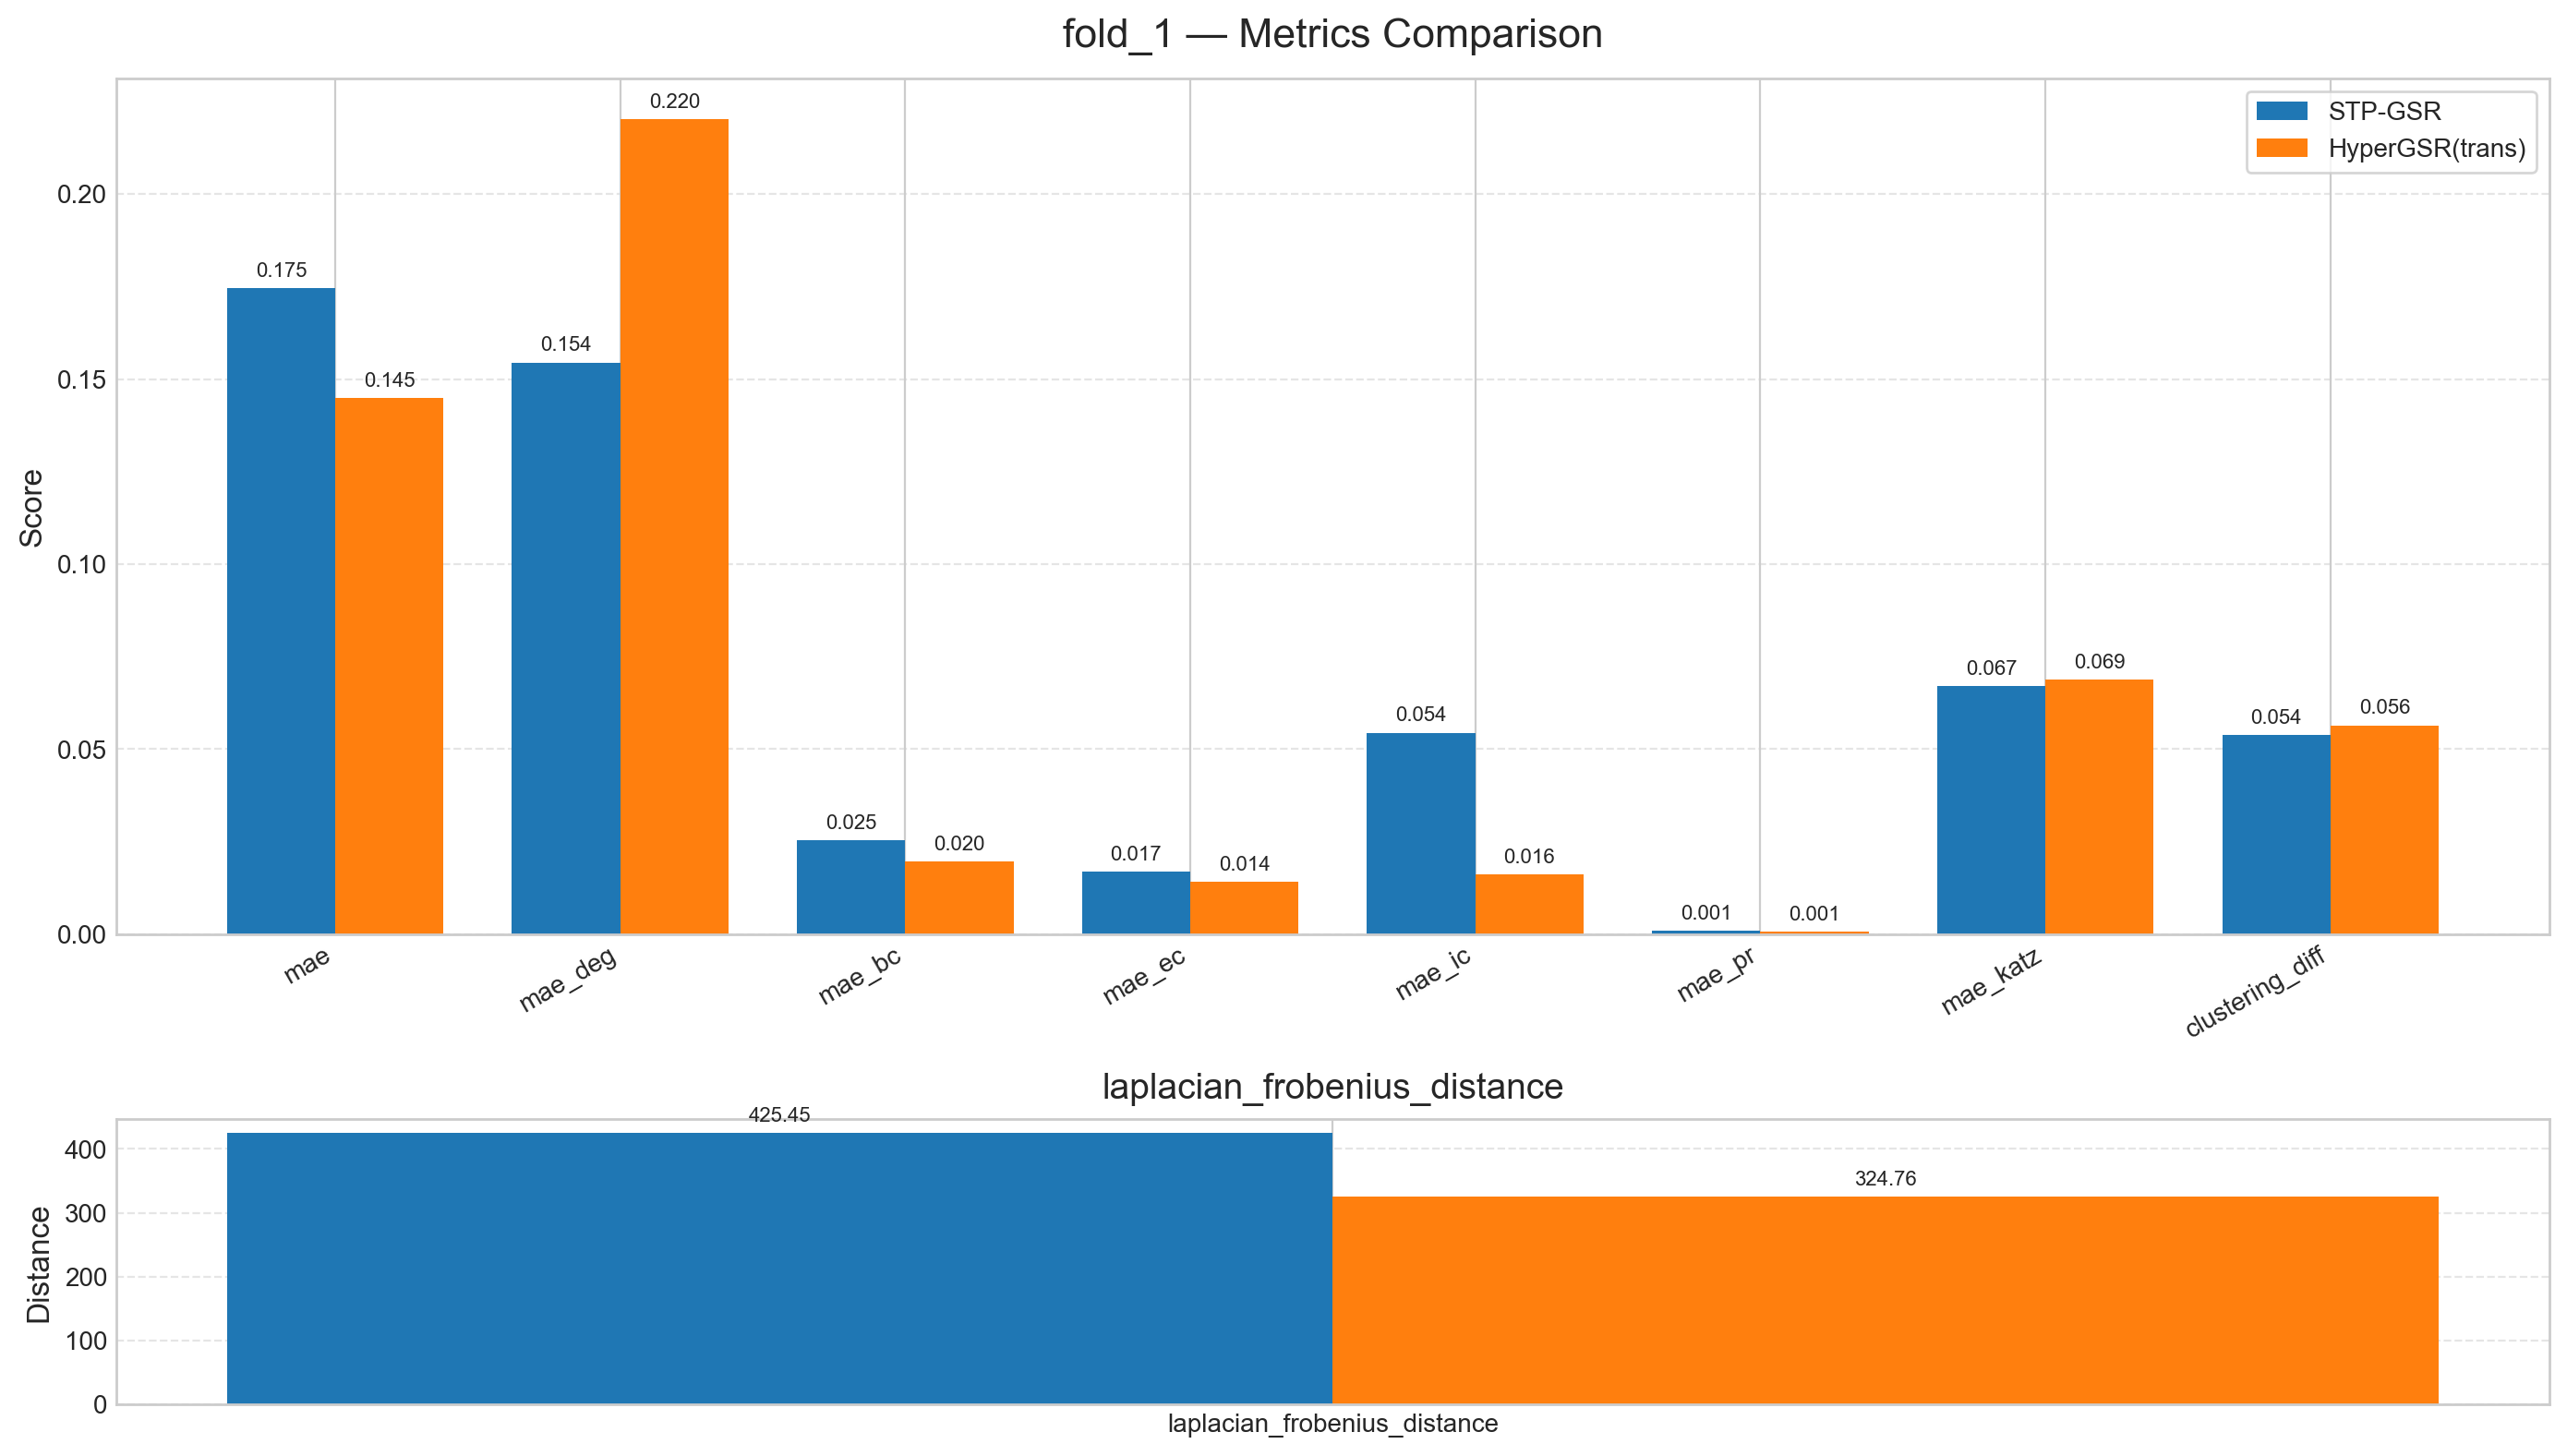 fold_1 — Metrics Comparison
STP-GSR
HyperGSR(trans)
Score
0.20
0.15
0.10
0.05
0.00
0.175
0.145
0.154
0.220
0.025
0.020
0.017
0.014
0.054
0.016
0.001
0.001
0.067
0.069
0.054
0.056
mae
mae_deg
mae_bc
mae_ec
mae_ic
mae_pr
mae_katz
clustering_diff
laplacian_frobenius_distance
Distance
400
300
200
100
0
425.45
324.76
laplacian_frobenius_distance